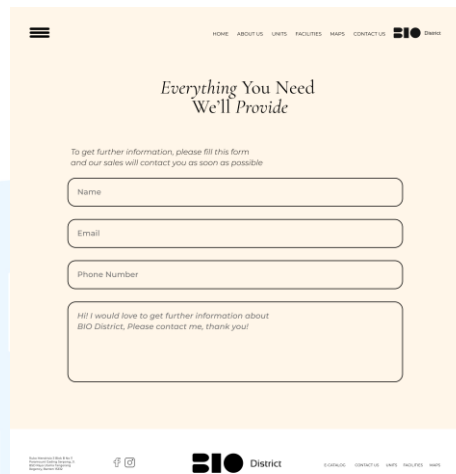 HOME ABOUT US UNITS FACILITIES MAPS CONTACT US BIO District
Everything You Need
We'll Provide
To get further information, please fill this form
and our sales will contact you as soon as possible
Name
Email
Phone Number
Hi! I would love to get further information about
BIO District, Please contact me, thank you!
BIO District
E-CATALOG CONTACT US UNITS FACILITIES MAPS